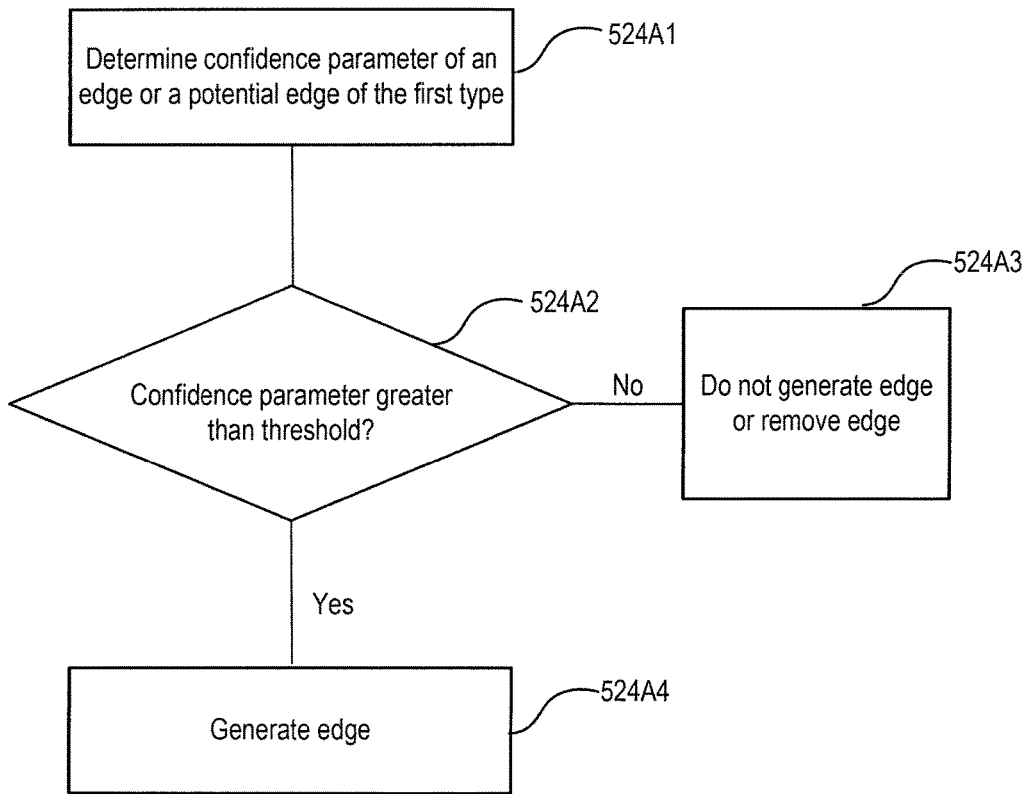 524A1
Determine confidence parameter of an
edge or a potential edge of the first type
524A2
524A3
Confidence parameter greater
than threshold?
No
Do not generate edge
or remove edge
Yes
524A4
Generate edge